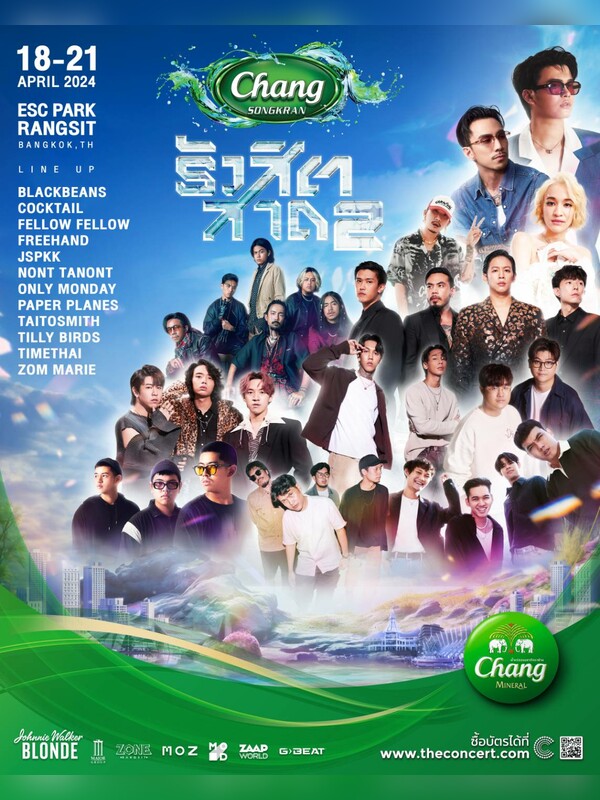 18-21
APRIL 2024
ESC PARK
RANGSIT
BANGKOK,TH
LINE UP
BLACKBEANS
COCKTAIL
FELLOW FELLOW
FREEHAND
JSPKK
NONT TANONT
ONLY MONDAY
PAPER PLANES
TAITOSMITH
TILLY BIRDS
TIMETHAI
ZOM MARIE
Chang
SONGKRAN
รังสิต
สาด2
Chang
MINERAL
Johnnie Walker
BLONDE
ZONE
MOZ
ZAAP
WORLD
G!BEAT
ซื้อบัตรได้ที่
www.theconcert.com